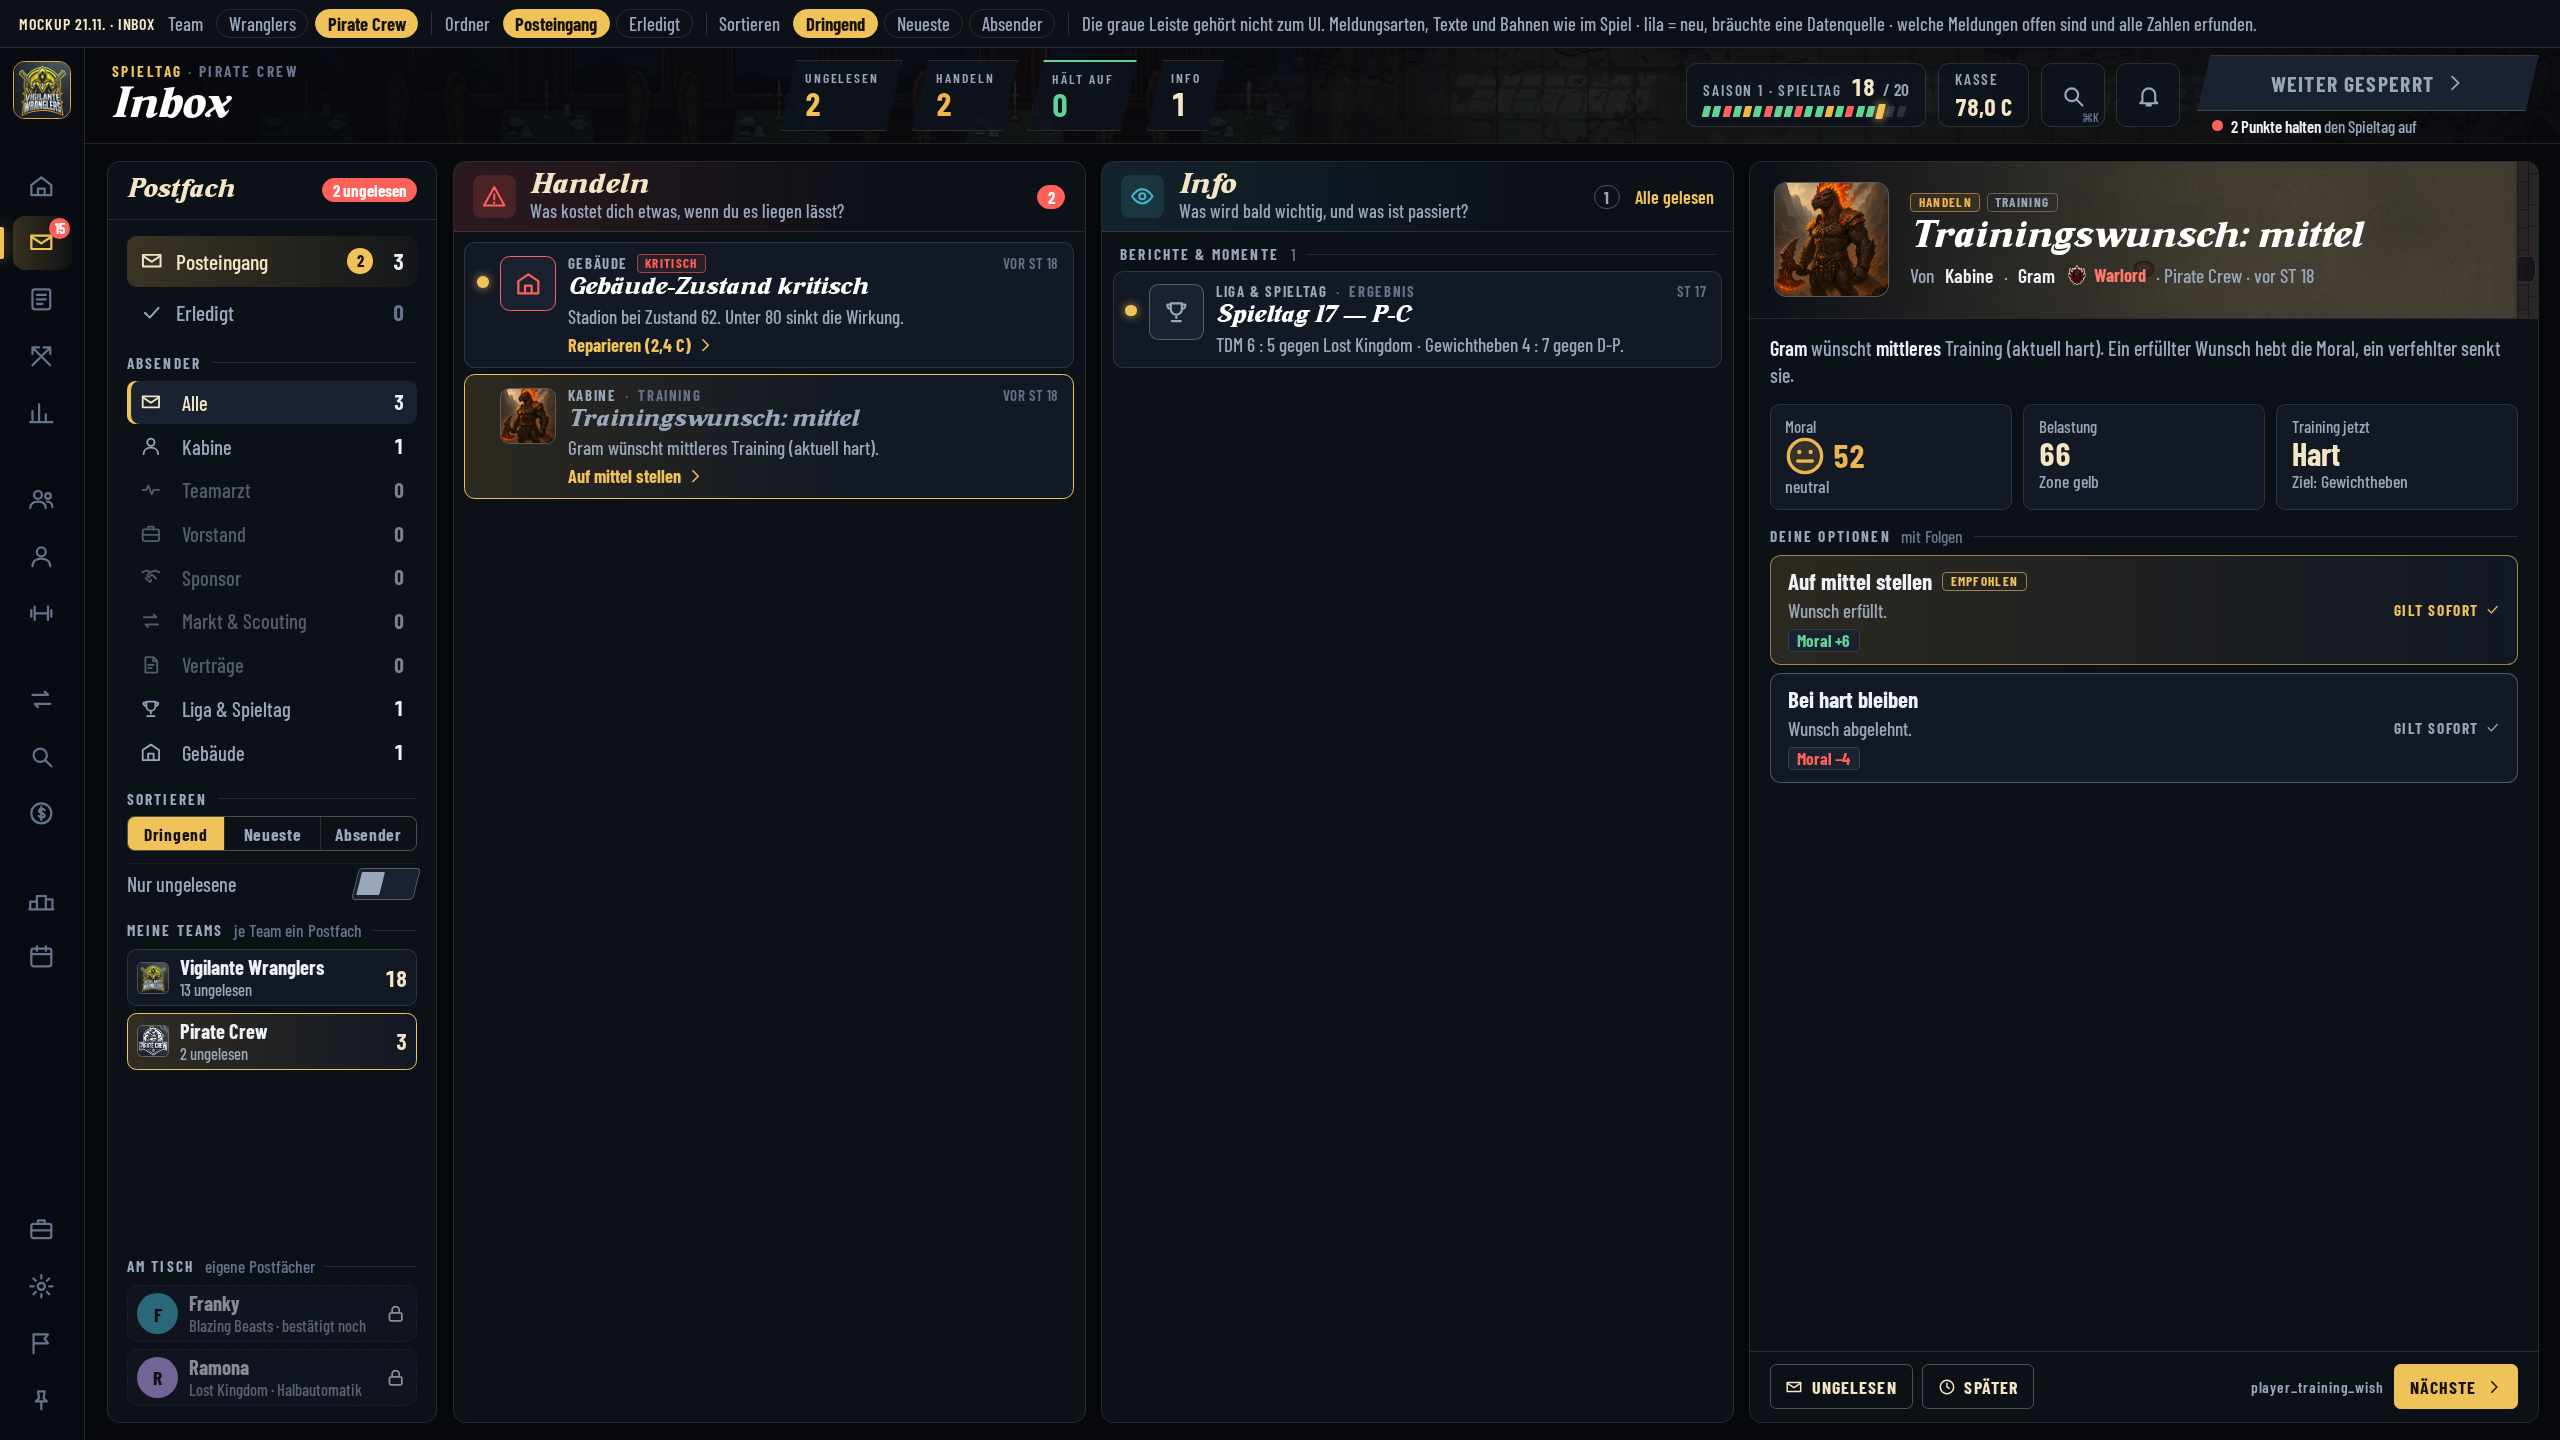 MOCKUP 21.11. · INBOX Team Wranglers Pirate Crew Ordner Posteingang Erledigt Sortieren Dringend Neueste Absender Die graue Leiste gehört nicht zum UI. Meldungsarten, Texte und Bahnen wie im Spiel · lila = neu, bräuchte eine Datenquelle · welche Meldungen offen sind und alle Zahlen erfunden.
SPIELTAG · PIRATE CREW
Inbox
UNGELESEN
2
HANDELN
2
HÄLT AUF
0
INFO
1
SAISON 1 · SPIELTAG 18 / 20
KASSE
78,0 C
⌘K
WEITER GESPERRT
2 Punkte halten den Spieltag auf
15
Postfach 2 ungelesen
Posteingang 2 3
Erledigt 0
ABSENDER
Alle 3
Kabine 1
Teamarzt 0
Vorstand 0
Sponsor 0
Markt & Scouting 0
Verträge 0
Liga & Spieltag 1
Gebäude 1
SORTIEREN
Dringend Neueste Absender
Nur ungelesene
MEINE TEAMS je Team ein Postfach
Vigilante Wranglers
13 ungelesen
18
Pirate Crew
2 ungelesen
3
AM TISCH eigene Postfächer
F
Franky
Blazing Beasts · bestätigt noch
R
Ramona
Lost Kingdom · Halbautomatik
Handeln
Was kostet dich etwas, wenn du es liegen lässt?
2
GEBÄUDE KRITISCH VOR ST 18
Gebäude-Zustand kritisch
Stadion bei Zustand 62. Unter 80 sinkt die Wirkung.
Reparieren (2,4 C)
KABINE · TRAINING VOR ST 18
Trainingswunsch: mittel
Gram wünscht mittleres Training (aktuell hart).
Auf mittel stellen
Info
Was wird bald wichtig, und was ist passiert?
1 Alle gelesen
BERICHTE & MOMENTE 1
LIGA & SPIELTAG · ERGEBNIS ST 17
Spieltag 17 — P-C
TDM 6 : 5 gegen Lost Kingdom · Gewichtheben 4 : 7 gegen D-P.
HANDELN TRAINING
Trainingswunsch: mittel
Von Kabine · Gram Warlord · Pirate Crew · vor ST 18
Gram wünscht mittleres Training (aktuell hart). Ein erfüllter Wunsch hebt die Moral, ein verfehlter senkt
sie.
Moral
52
neutral
Belastung
66
Zone gelb
Training jetzt
Hart
Ziel: Gewichtheben
DEINE OPTIONEN mit Folgen
Auf mittel stellen EMPFOHLEN
Wunsch erfüllt.
Moral +6
GILT SOFORT
Bei hart bleiben
Wunsch abgelehnt.
Moral −4
GILT SOFORT
UNGELESEN SPÄTER player_training_wish NÄCHSTE